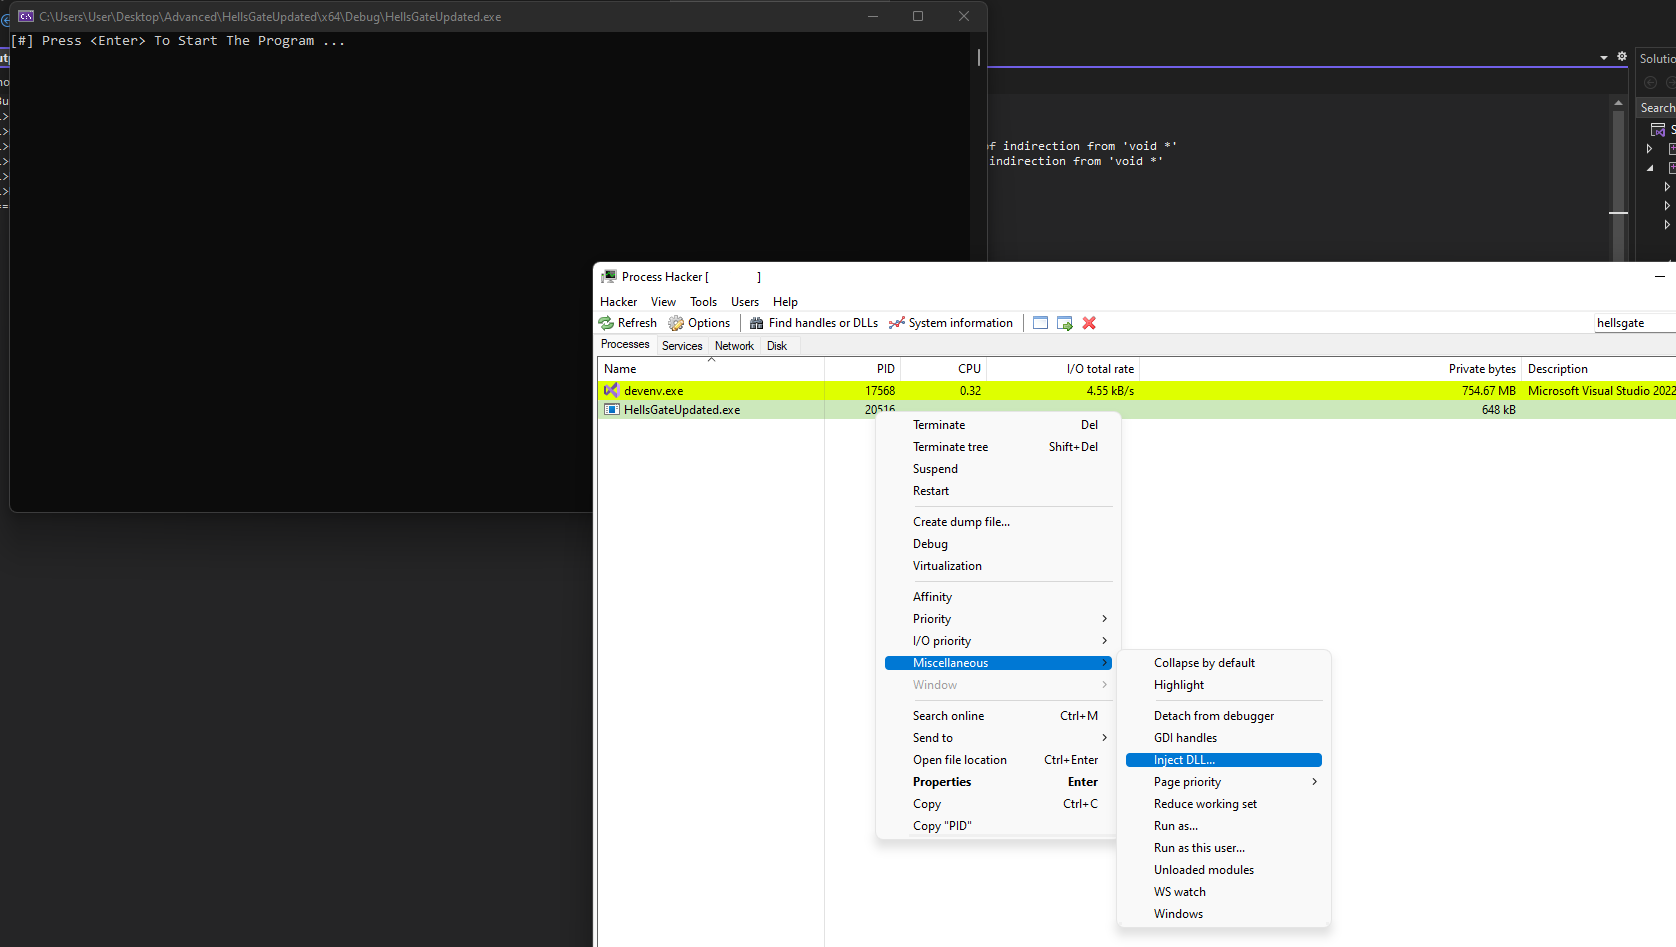 C:\Users\User\Desktop\Advanced\HellsGateUpdated\x64\Debug\HellsGateUpdated.exe
[#] Press <Enter> To Start The Program ...
Solutio
Search
of indirection from 'void *'
indirection from 'void *'
Process Hacker [ ]
Hacker View Tools Users Help
Refresh Options Find handles or DLLs System information hellsgate
Processes Services Network Disk
Name PID CPU I/O total rate Private bytes Description
devenv.exe 17568 0.32 4.55 kB/s 754.67 MB Microsoft Visual Studio 2022
HellsGateUpdated.exe 20516 648 kB
Terminate Del
Terminate tree Shift+Del
Suspend
Restart
Create dump file...
Debug
Virtualization
Affinity
Priority
I/O priority
Miscellaneous
Window
Search online Ctrl+M
Send to
Open file location Ctrl+Enter
Properties Enter
Copy Ctrl+C
Copy "PID"
Collapse by default
Highlight
Detach from debugger
GDI handles
Inject DLL...
Page priority
Reduce working set
Run as...
Run as this user...
Unloaded modules
WS watch
Windows